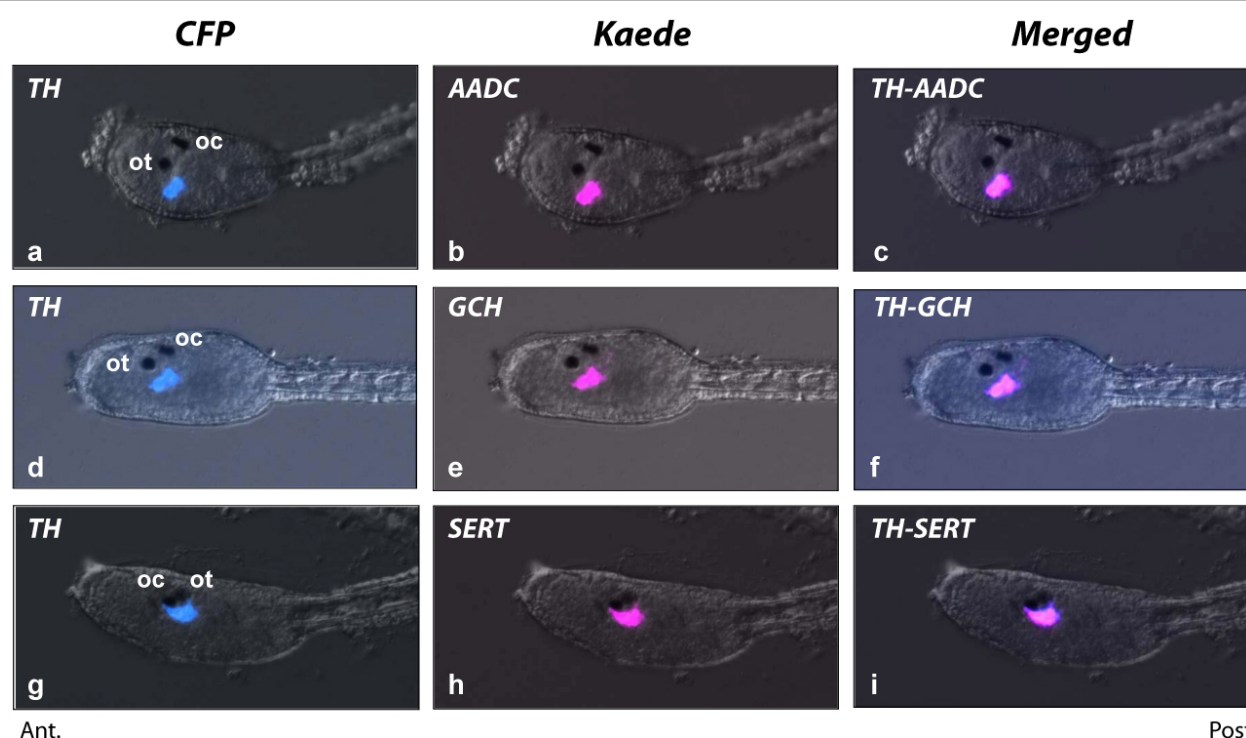 CFP Kaede Merged
TH AADC TH-AADC
oc
ot
a b c
TH GCH TH-GCH
oc
ot
d e f
TH SERT TH-SERT
oc ot
g h i
Ant. Post